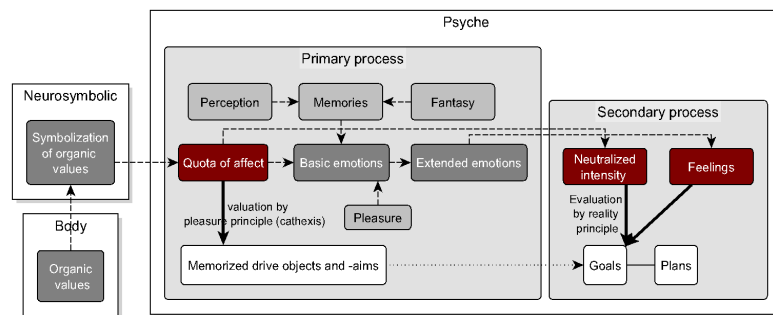 Psyche
Primary process
Neurosymbolic
Perception
Memories
Fantasy
Secondary process
Symbolization
of organic
values
Quota of affect
Basic emotions
Extended emotions
Neutralized
intensity
Feelings
valuation by
pleasure principle (cathexis)
Pleasure
Evaluation
by reality
principle
Body
Organic
values
Memorized drive objects and -aims
Goals
Plans